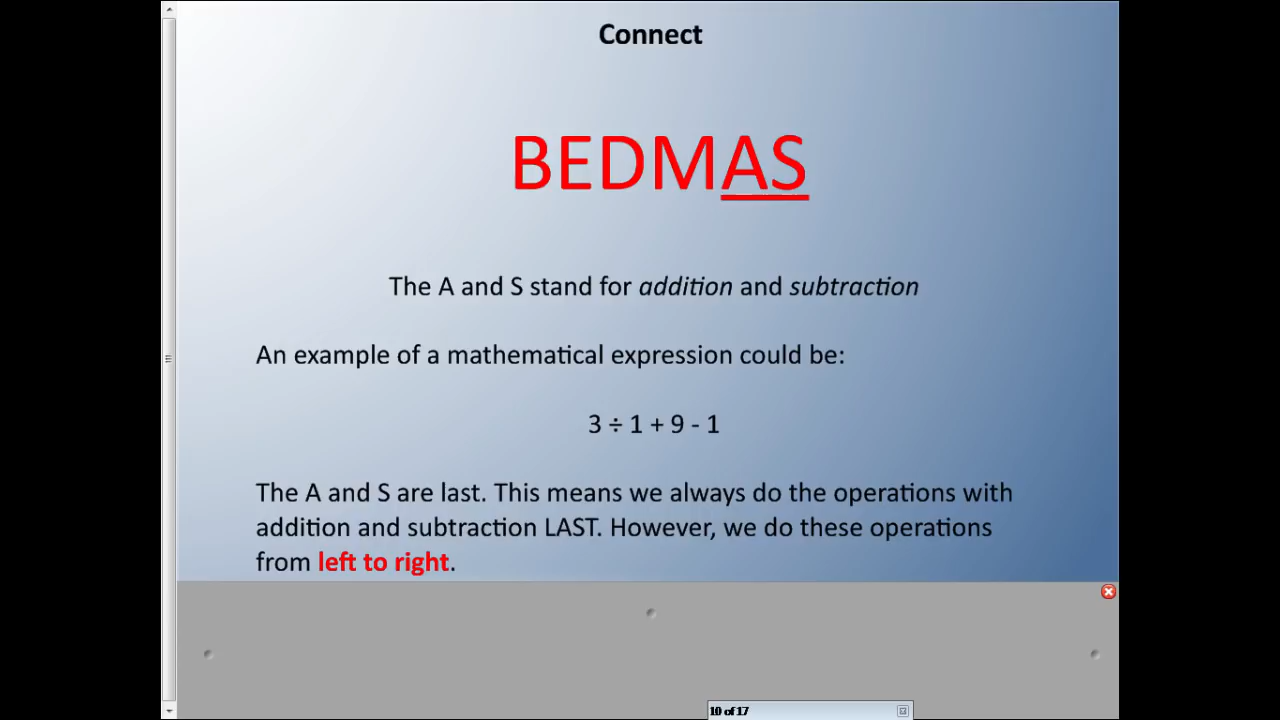 Connect
BEDMAS
The A and S stand for addition and subtraction
An example of a mathematical expression could be:
3 ÷ 1 + 9 - 1
The A and S are last. This means we always do the operations with
addition and subtraction LAST. However, we do these operations
from left to right.
10 of 17